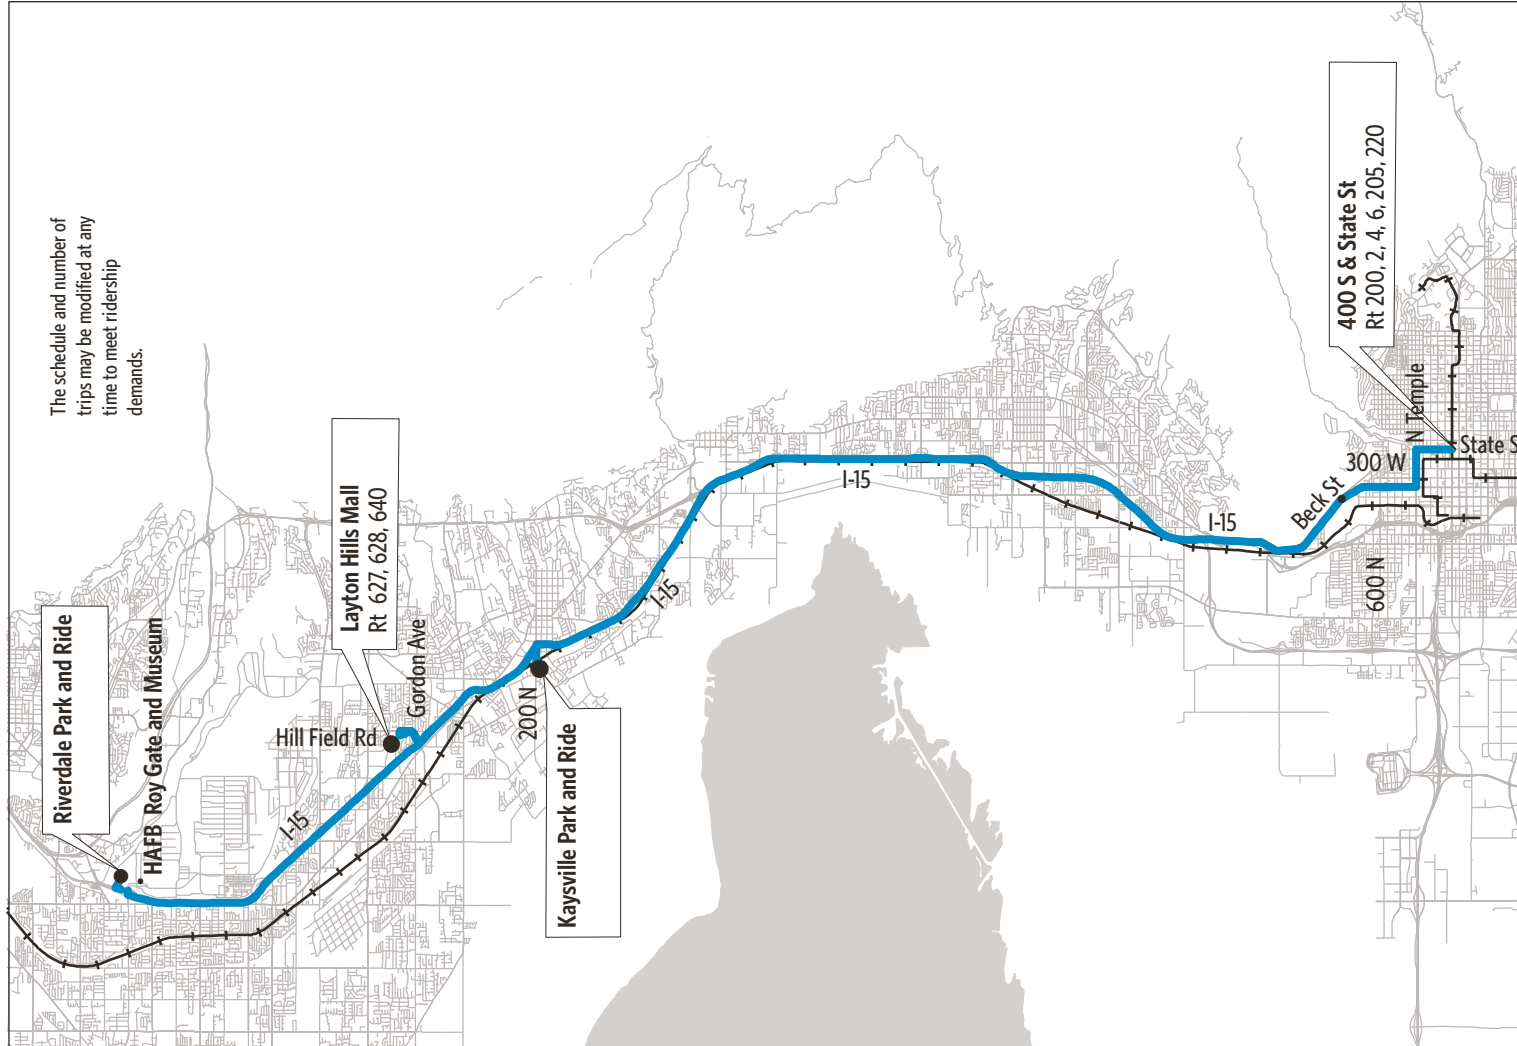 The schedule and number of
trips may be modified at any
time to meet ridership
demands.
Riverdale Park and Ride
HAFB Roy Gate and Museum
I-15
Layton Hills Mall
Rt 627, 628, 640
Hill Field Rd
Gordon Ave
200 N
Kaysville Park and Ride
I-15
I-15
I-15
Beck St
600 N
300 W
N Temple
400 S & State St
Rt 200, 2, 4, 6, 205, 220
State S